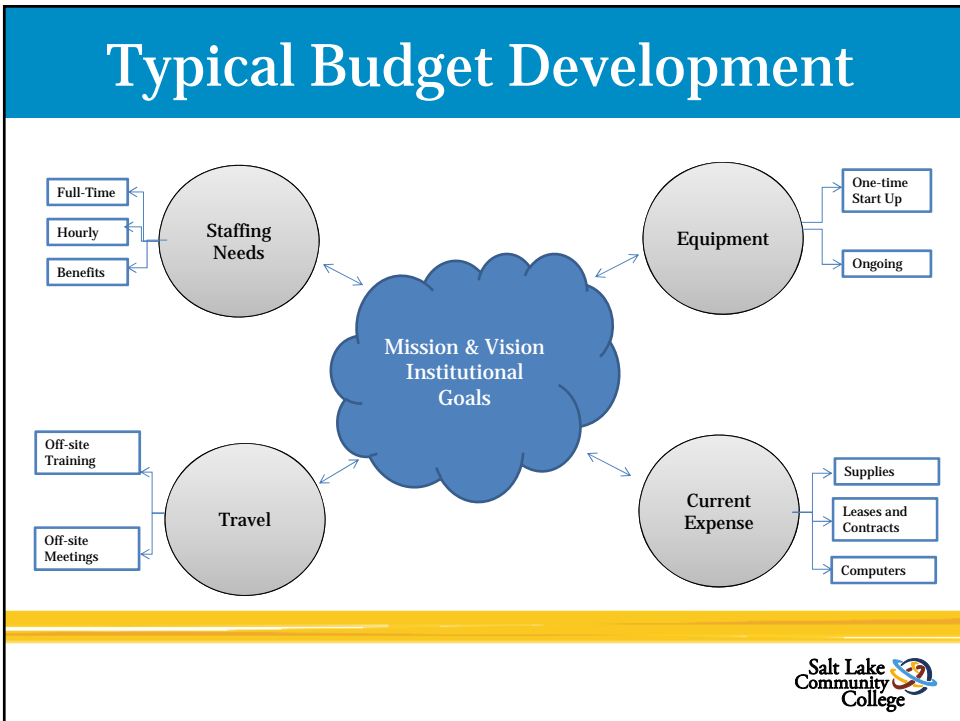 Typical Budget Development
Full-Time
Hourly
Benefits
Staffing
Needs
Equipment
One-time
Start Up
Ongoing
Mission & Vision
Institutional
Goals
Off-site
Training
Off-site
Meetings
Travel
Current
Expense
Supplies
Leases and
Contracts
Computers
Salt Lake
Community
College